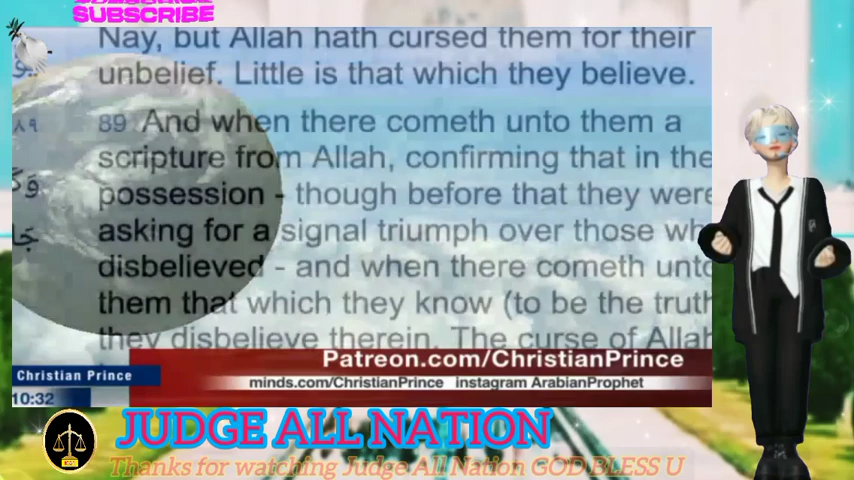 SUBSCRIBE
Nay, but Allah hath cursed them for their
unbelief. Little is that which they believe.
89 And when there cometh unto them a
scripture from Allah, confirming that in the
possession - though before that they were
asking for a signal triumph over those wh
disbelieved - and when there cometh unto
them that which they know (to be the truth
they disbelieve therein. The curse of Allah
Patreon.com/ChristianPrince
Christian Prince
minds.com/ChristianPrince instagram ArabianProphet
10:32
JUDGE ALL NATION
Thanks for watching Judge All Nation GOD BLESS U